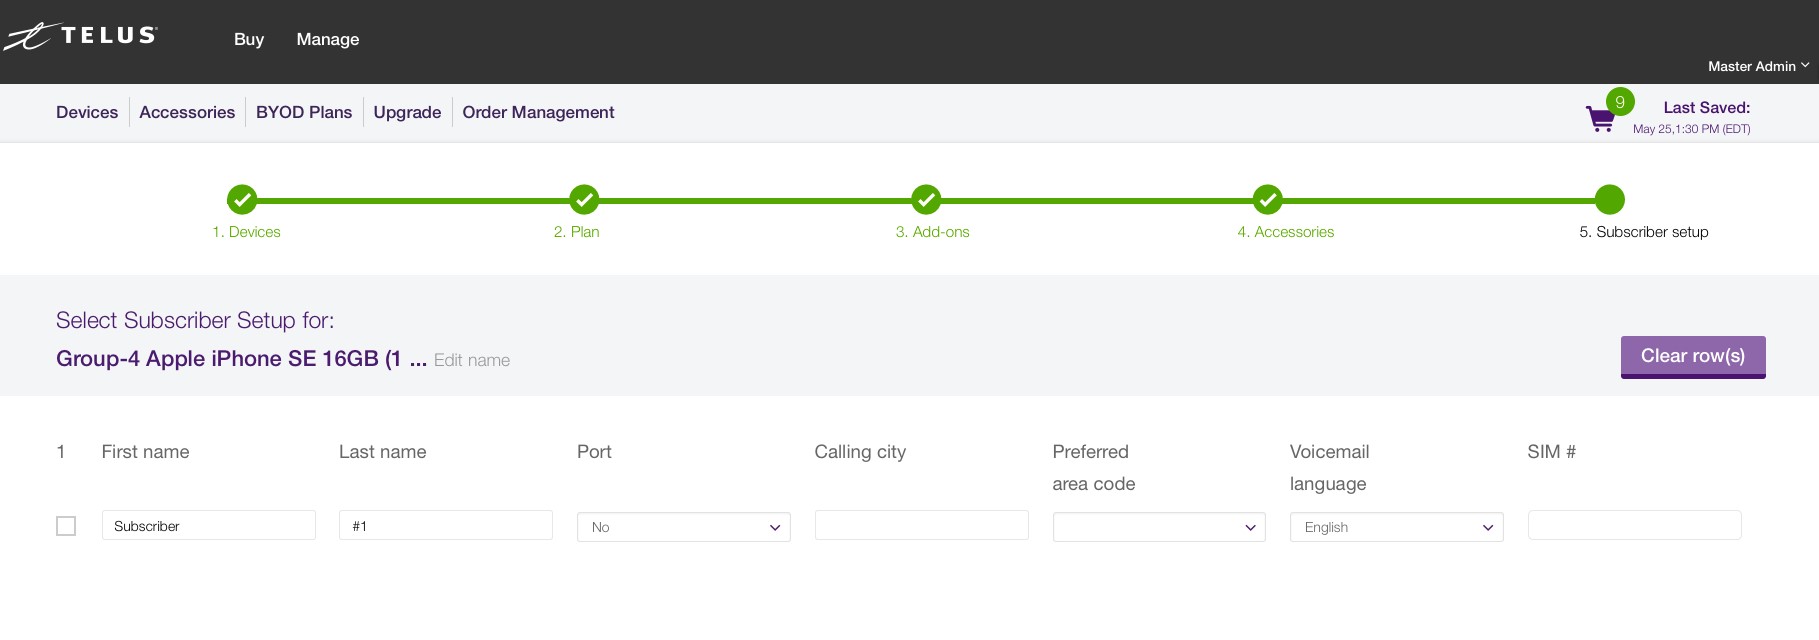 TELUS
Buy Manage
Master Admin
Devices Accessories BYOD Plans Upgrade Order Management
9
Last Saved:
May 25,1:30 PM (EDT)
1. Devices 2. Plan 3. Add-ons 4. Accessories 5. Subscriber setup
Select Subscriber Setup for:
Group-4 Apple iPhone SE 16GB (1 ... Edit name
Clear row(s)
1 First name Last name Port Calling city Preferred area code Voicemail language SIM #
Subscriber #1 No English